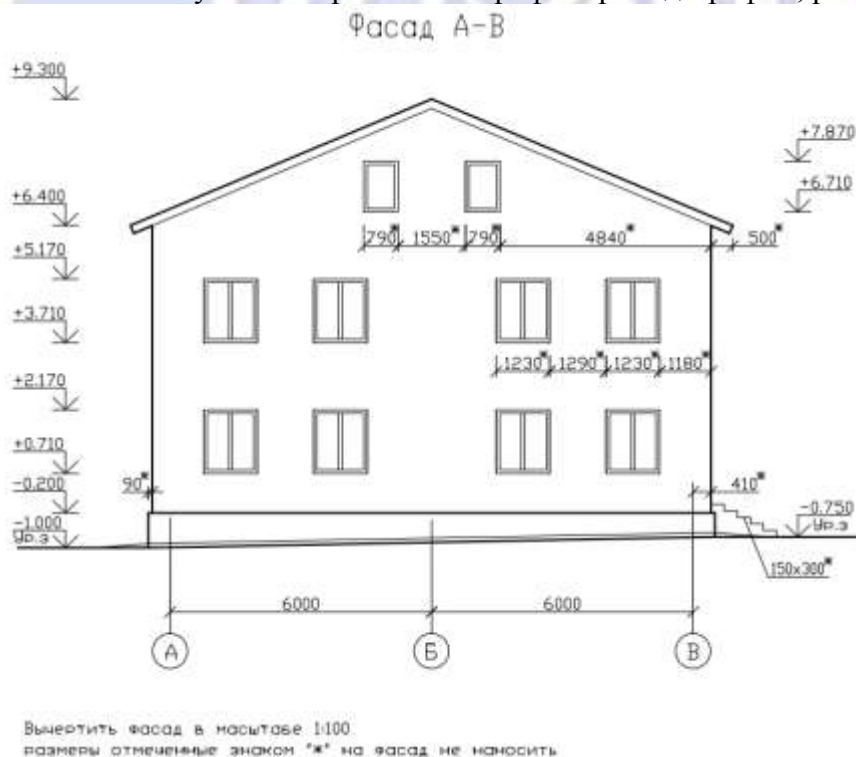 Фасад А-В
+9.300
+7.870
+6.710
+6.400
790* 1550* 790* 4840* 500*
+5.170
+3.710
1230* 1290* 1230* 1180*
+2.170
+0.710
-0.200
90* 410*
-1.000
Ур.з
-0.750
Ур.з
150х300*
6000 6000
А Б В
Вычертить фасад в масштабе 1:100
размеры отмеченные знаком "*" на фасад не наносить